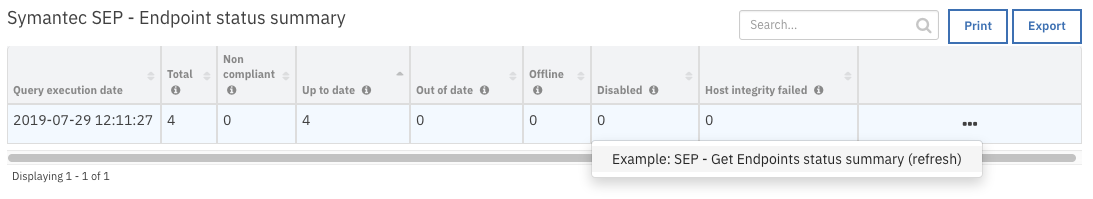 Symantec SEP - Endpoint status summary
Search...
Print
Export
Query execution date
Total
Non compliant
Up to date
Out of date
Offline
Disabled
Host integrity failed
2019-07-29 12:11:27 4 0 4 0 0 0 0
Example: SEP - Get Endpoints status summary (refresh)
Displaying 1 - 1 of 1